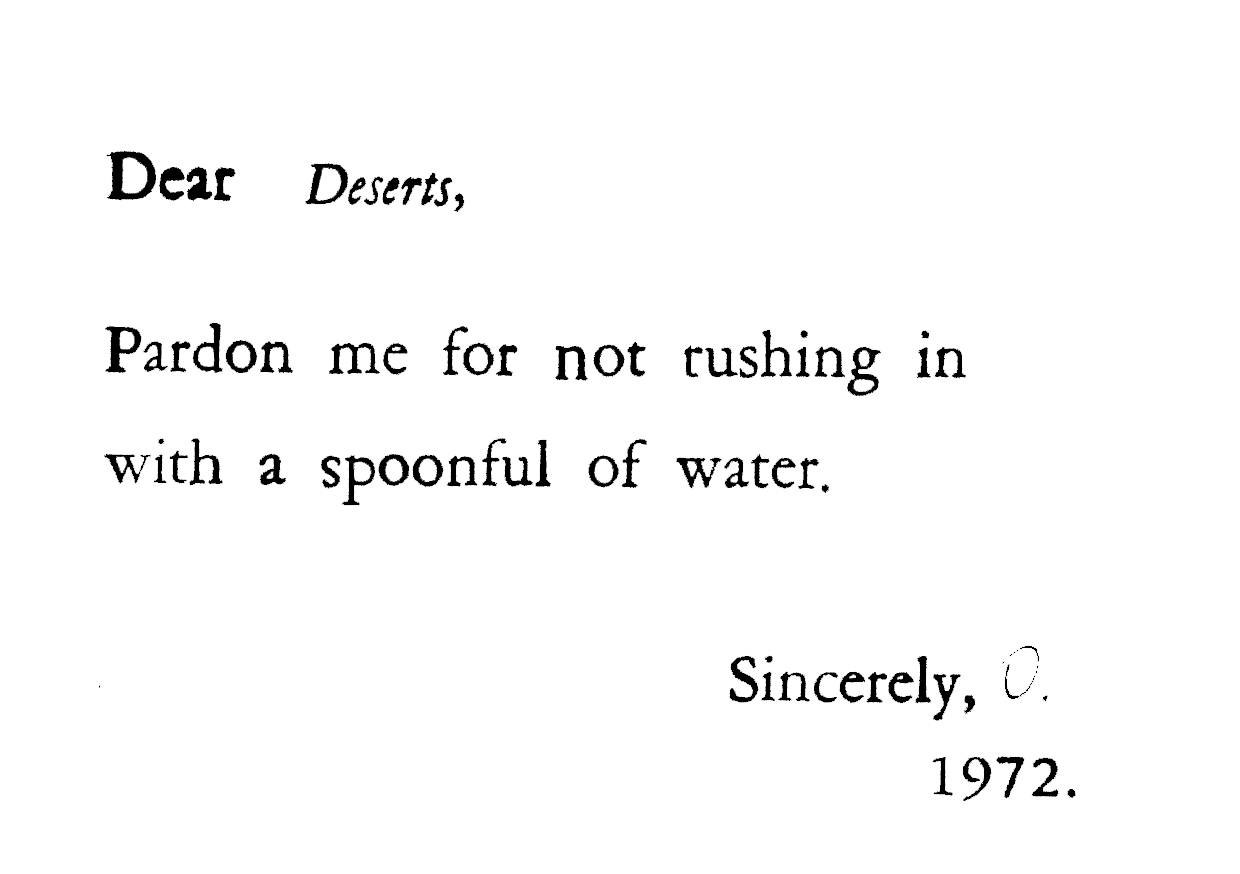 Dear Deserts,
Pardon me for not rushing in
with a spoonful of water.
Sincerely, O.
1972.